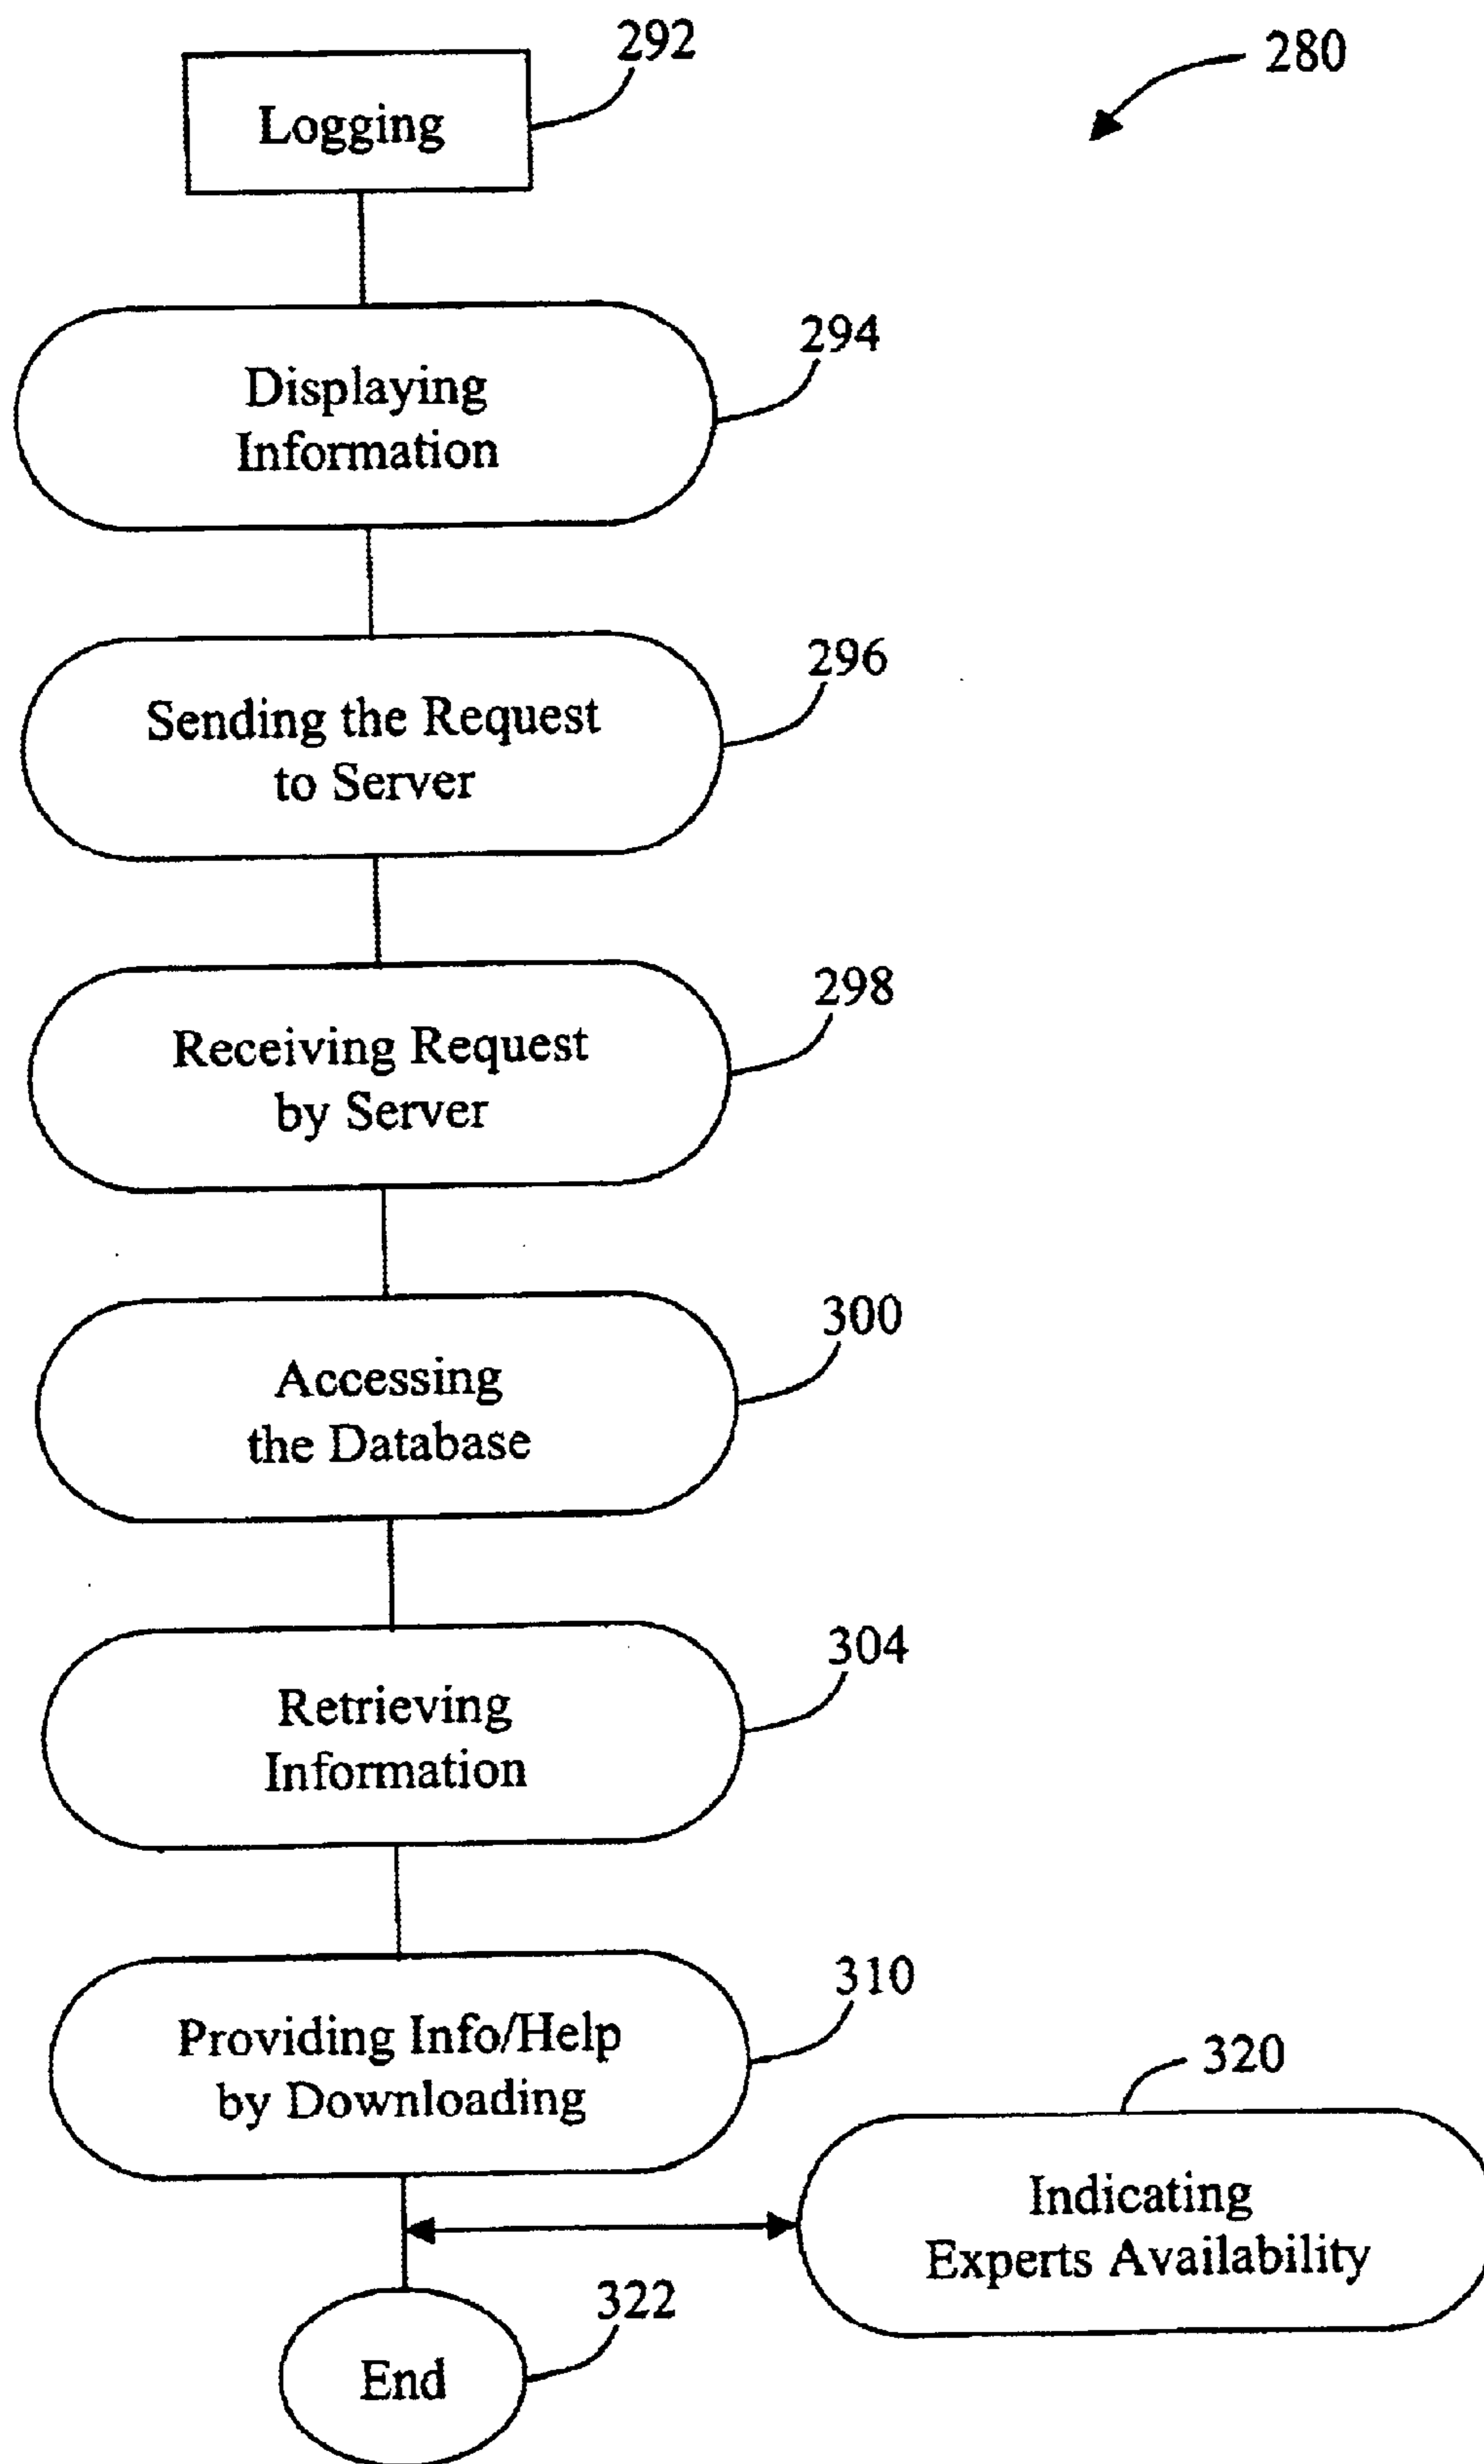 292
280
Logging
294
Displaying
Information
296
Sending the Request
to Server
298
Receiving Request
by Server
300
Accessing
the Database
304
Retrieving
Information
310
Providing Info/Help
by Downloading
320
Indicating
Experts Availability
322
End